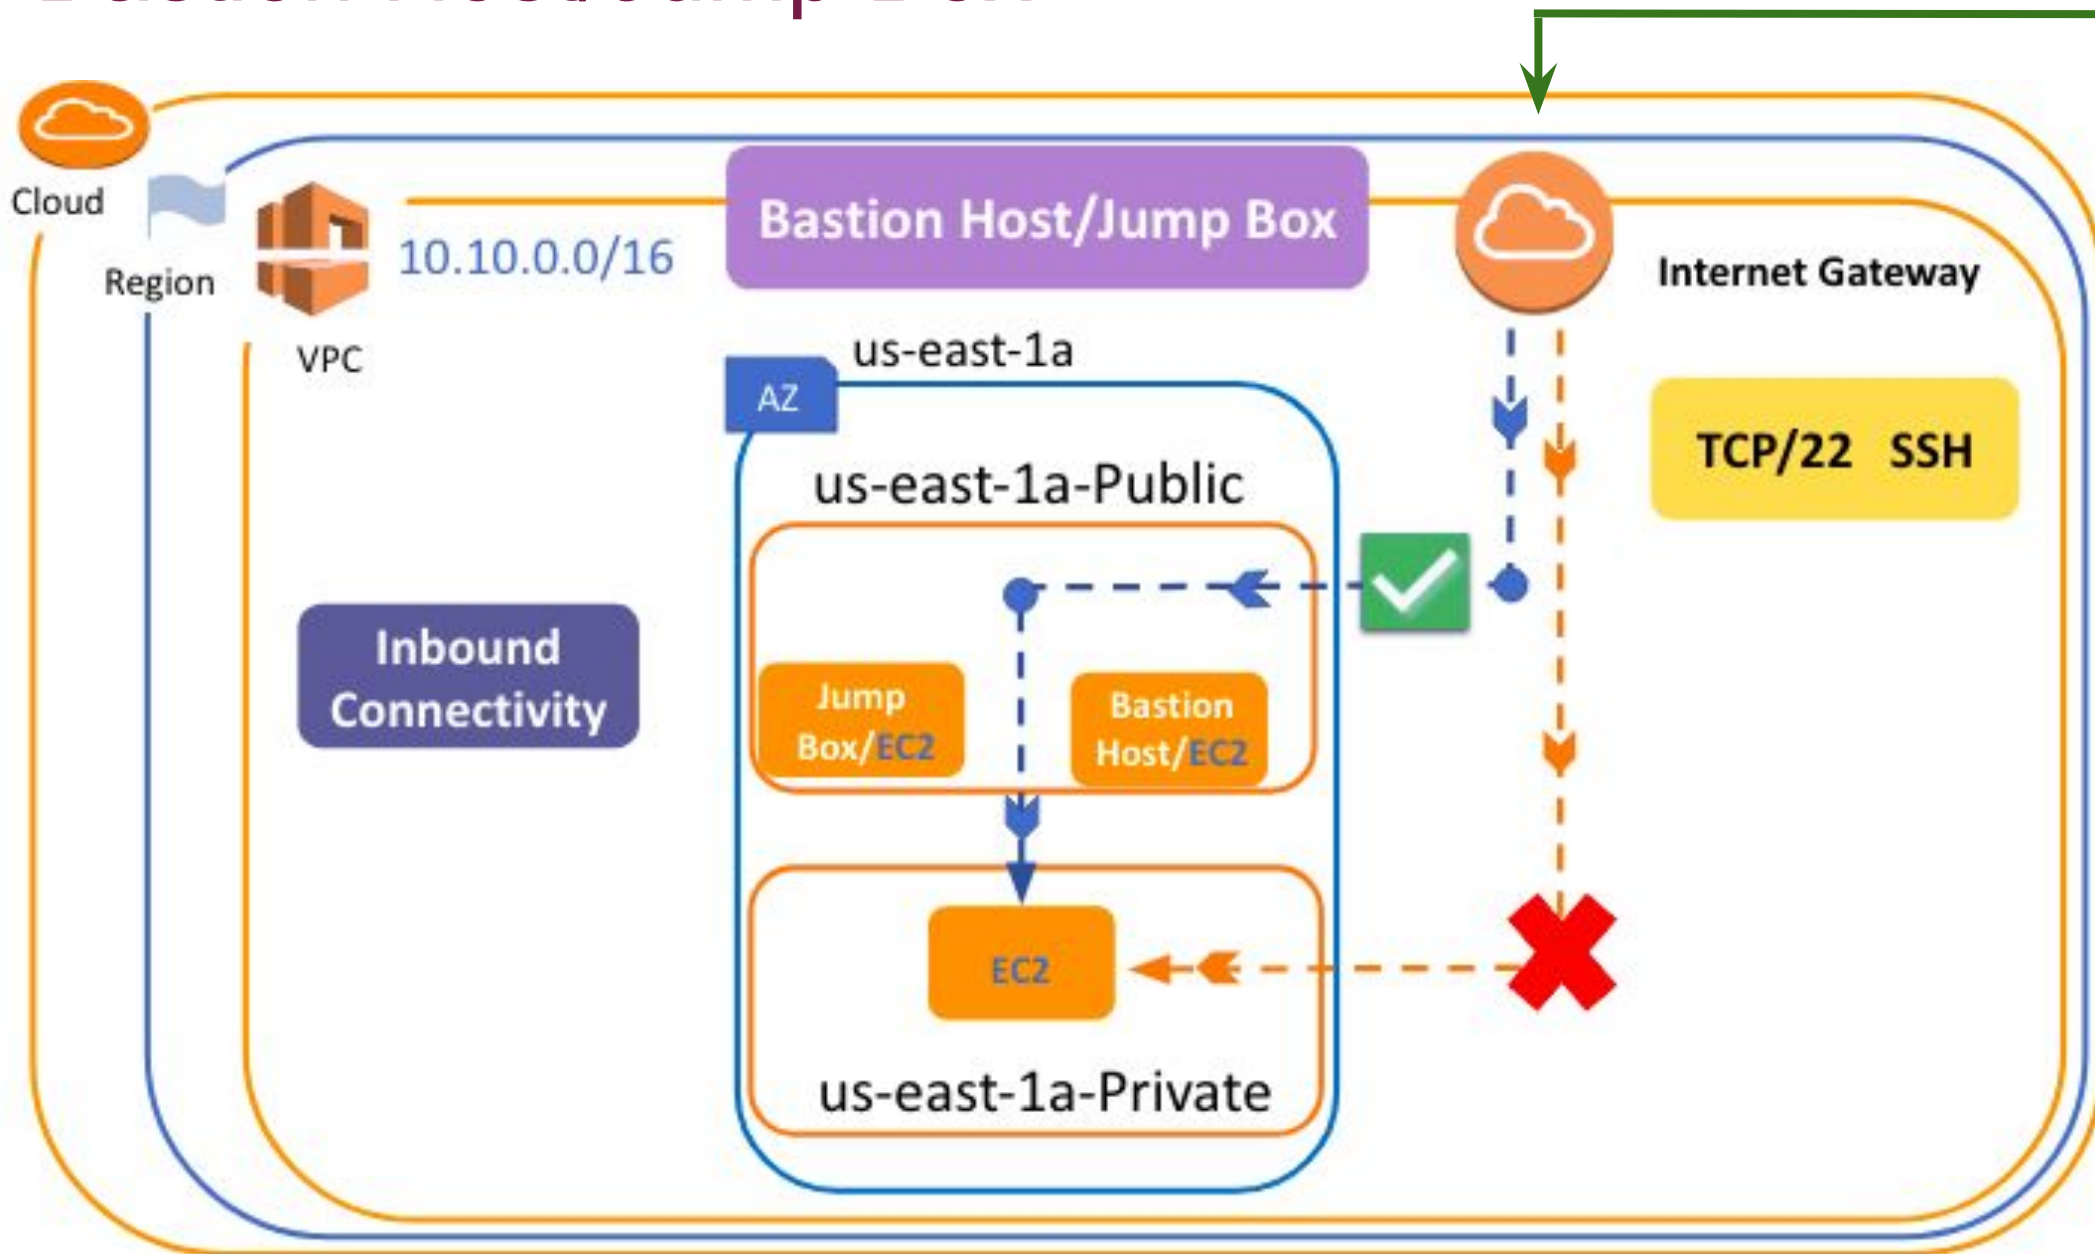 Cloud
Region
VPC
10.10.0.0/16
Bastion Host/Jump Box
Internet Gateway
us-east-1a
AZ
TCP/22 SSH
us-east-1a-Public
Inbound
Connectivity
Jump
Box/EC2
Bastion
Host/EC2
EC2
us-east-1a-Private